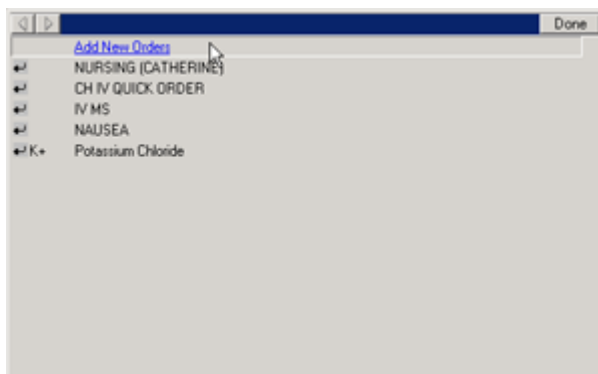 Done
Add New Orders
NURSING (CATHERINE)
CH IV QUICK ORDER
IV MS
NAUSEA
K+ Potassium Chloride